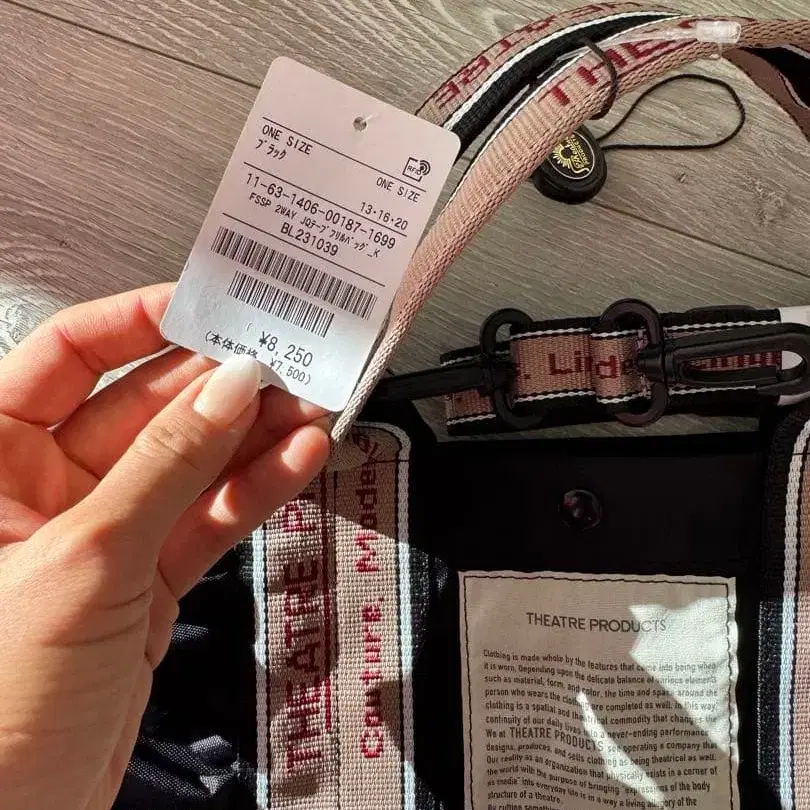 ONE SIZE
ブラック
RFID
ONE SIZE
13·16·20
11-63-1406-00187-1699
FSSP 2WAY JQテープフリルバッグ_K
BL231039
¥8,250
(本体価格 ¥7,500)
THEATRE
Couture, Mode
THEATRE PRODUCTS
Clothing is made whole by the features that come into being when
it is worn. Depending upon the delicate balance of various elements
such as material, form, and color, the time and space around the
person who wears the clothing are completed as well. In this way,
clothing is a spatial and theatrical commodity that changes the
continuity of our daily lives into a never-ending performance.
We at THEATRE PRODUCTS see operating a company that
designs, produces, and sells clothing as being theatrical as well.
Our reality as an organization that physically exists in a corner of
the world with the purpose of bringing "expressions of the body
as media" into everyday life is in a way a living allegory of the
structure of a theatre.
By cutting something